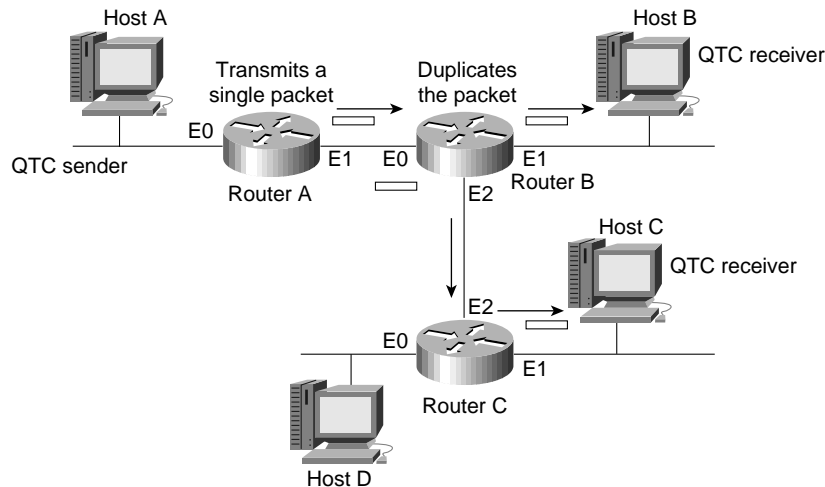 Host A
Host B
QTC receiver
Transmits a
single packet
Duplicates
the packet
E0
E1
E0
E1
QTC sender
Router A
Router B
E2
Host C
QTC receiver
E2
E0
E1
Router C
Host D